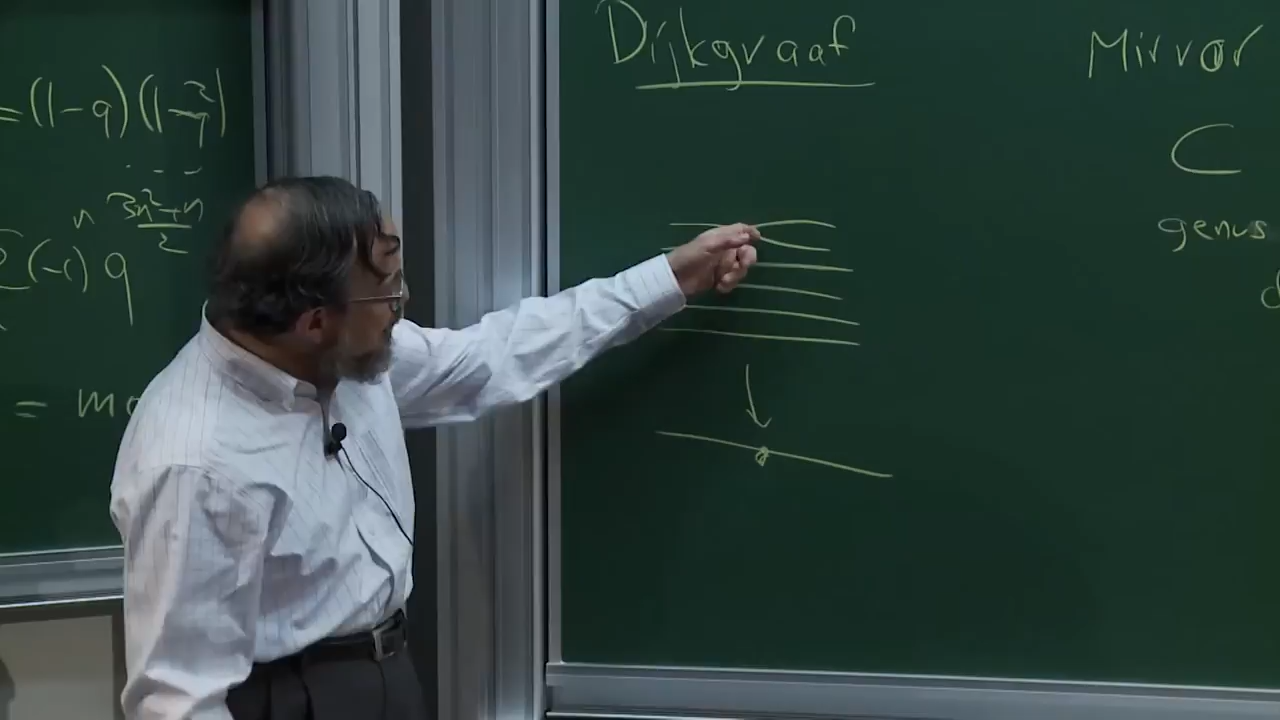 =(1-q)(1-q²)
...
Σ(-1)ⁿ q^(3n²+n)/2
= mo
Dijkgraaf
Mirror
C
genus
d